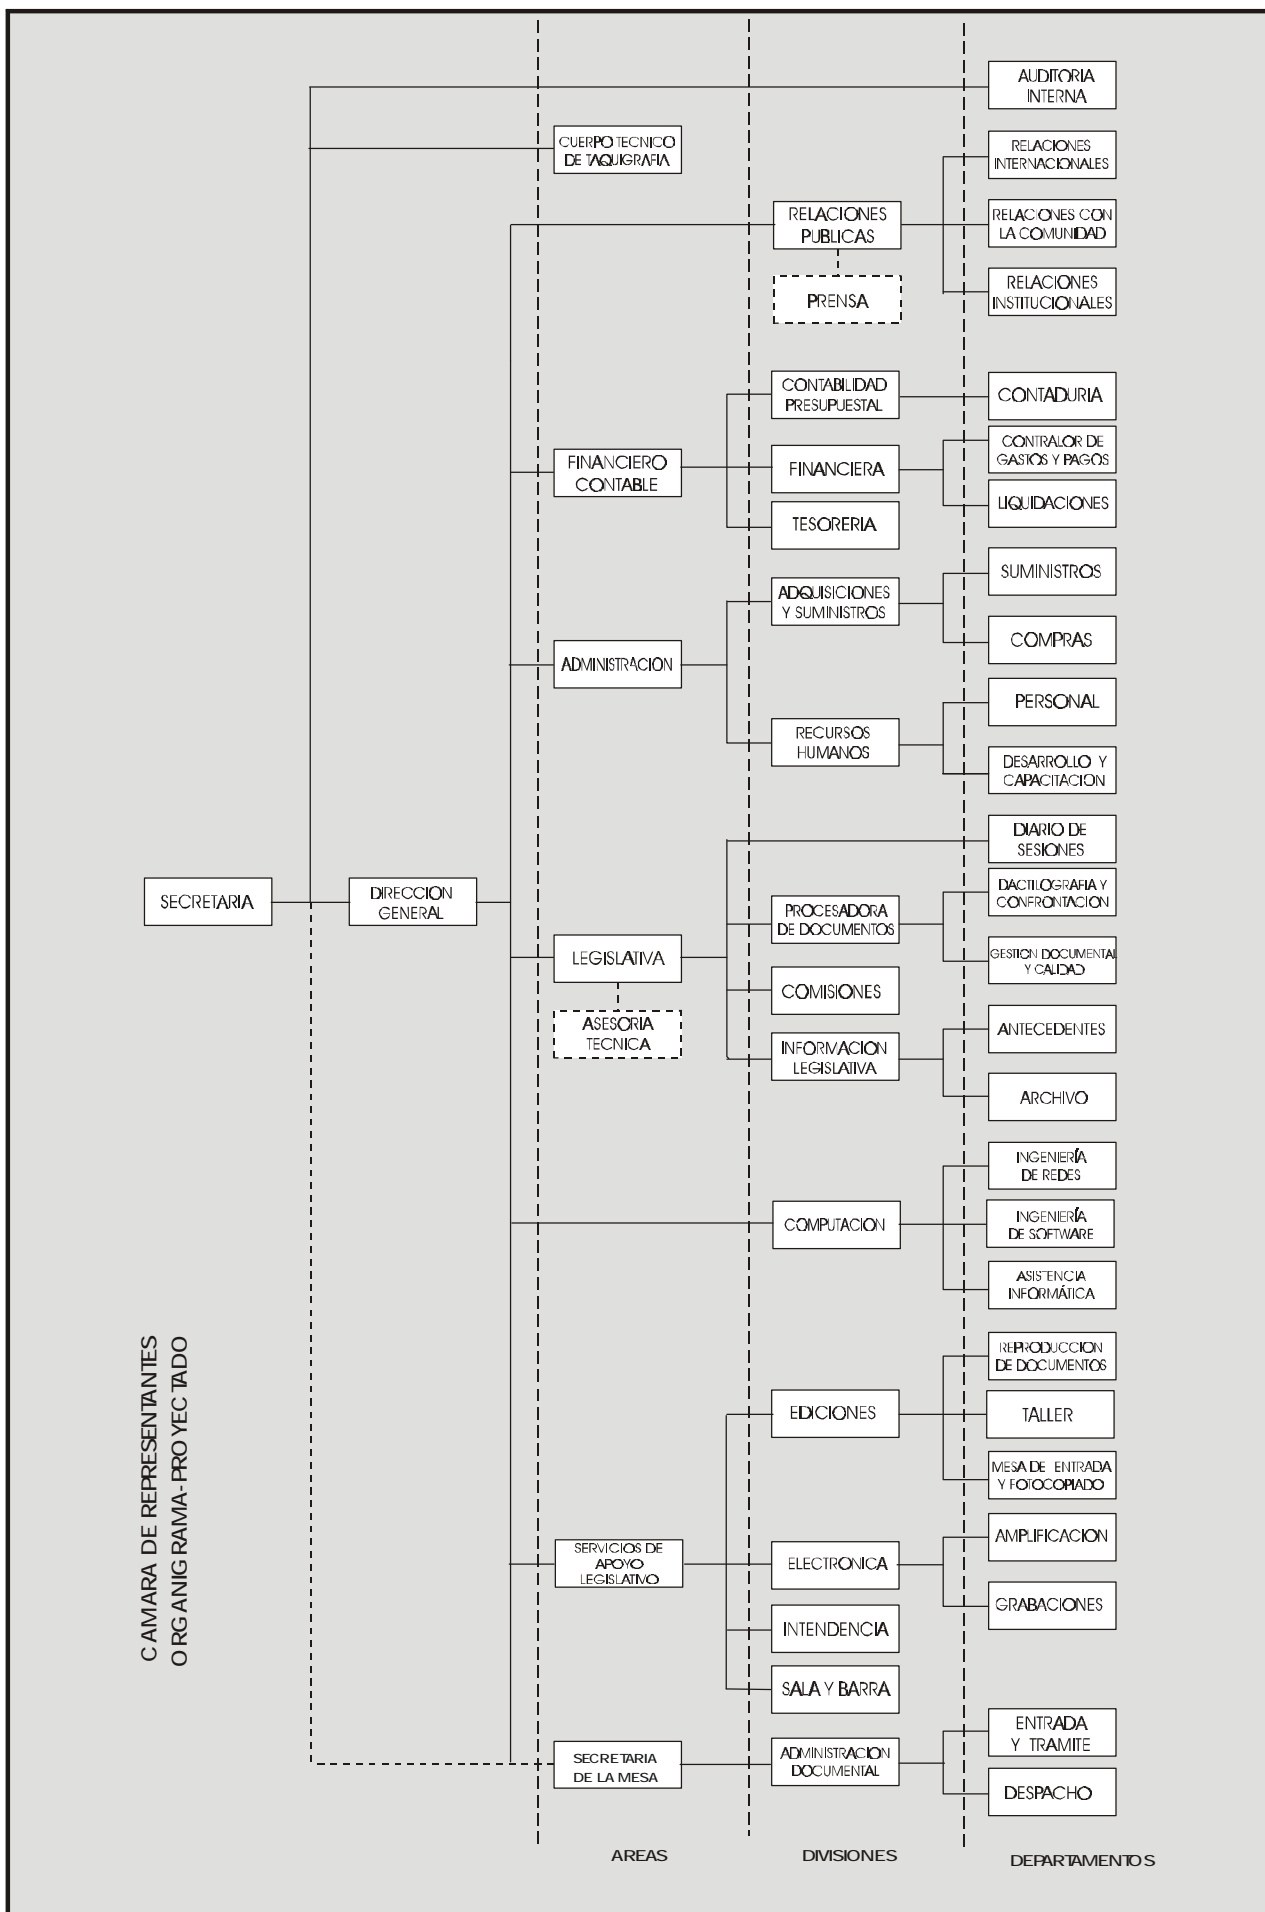 AUDITORIA
INTERNA
CUERPO TECNICO
DE TAQUIGRAFIA
RELACIONES
INTERNACIONALES
RELACIONES
PUBLICAS
RELACIONES CON
LA COMUNIDAD
PRENSA
RELACIONES
INSTITUCIONALES
CONTABILIDAD
PRESUPUESTAL
CONTADURIA
FINANCIERO
CONTABLE
FINANCIERA
CONTRALOR DE
GASTOS Y PAGOS
LIQUIDACIONES
TESORERIA
ADQUISICIONES
Y SUMINISTROS
SUMINISTROS
COMPRAS
ADMINISTRACION
PERSONAL
RECURSOS
HUMANOS
DESARROLLO Y
CAPACITACION
DIARIO DE
SESIONES
SECRETARIA
DIRECCION
GENERAL
PROCESADORA
DE DOCUMENTOS
DACTILOGRAFIA Y
CONFRONTACION
LEGISLATIVA
GESTION DOCUMENTAL
Y CALIDAD
COMISIONES
ASESORIA
TECNICA
INFORMACION
LEGISLATIVA
ANTECEDENTES
ARCHIVO
INGENIERÍA
DE REDES
COMPUTACION
INGENIERÍA
DE SOFTWARE
ASISTENCIA
INFORMÁTICA
CAMARA DE REPRESENTANTES
ORGANIGRAMA-PROYECTADO
REPRODUCCION
DE DOCUMENTOS
EDICIONES
TALLER
MESA DE ENTRADA
Y FOTOCOPIADO
SERVICIOS DE
APOYO
LEGISLATIVO
ELECTRONICA
AMPLIFICACION
GRABACIONES
INTENDENCIA
SALA Y BARRA
SECRETARIA
DE LA MESA
ADMINISTRACION
DOCUMENTAL
ENTRADA
Y TRAMITE
DESPACHO
AREAS
DIVISIONES
DEPARTAMENTOS